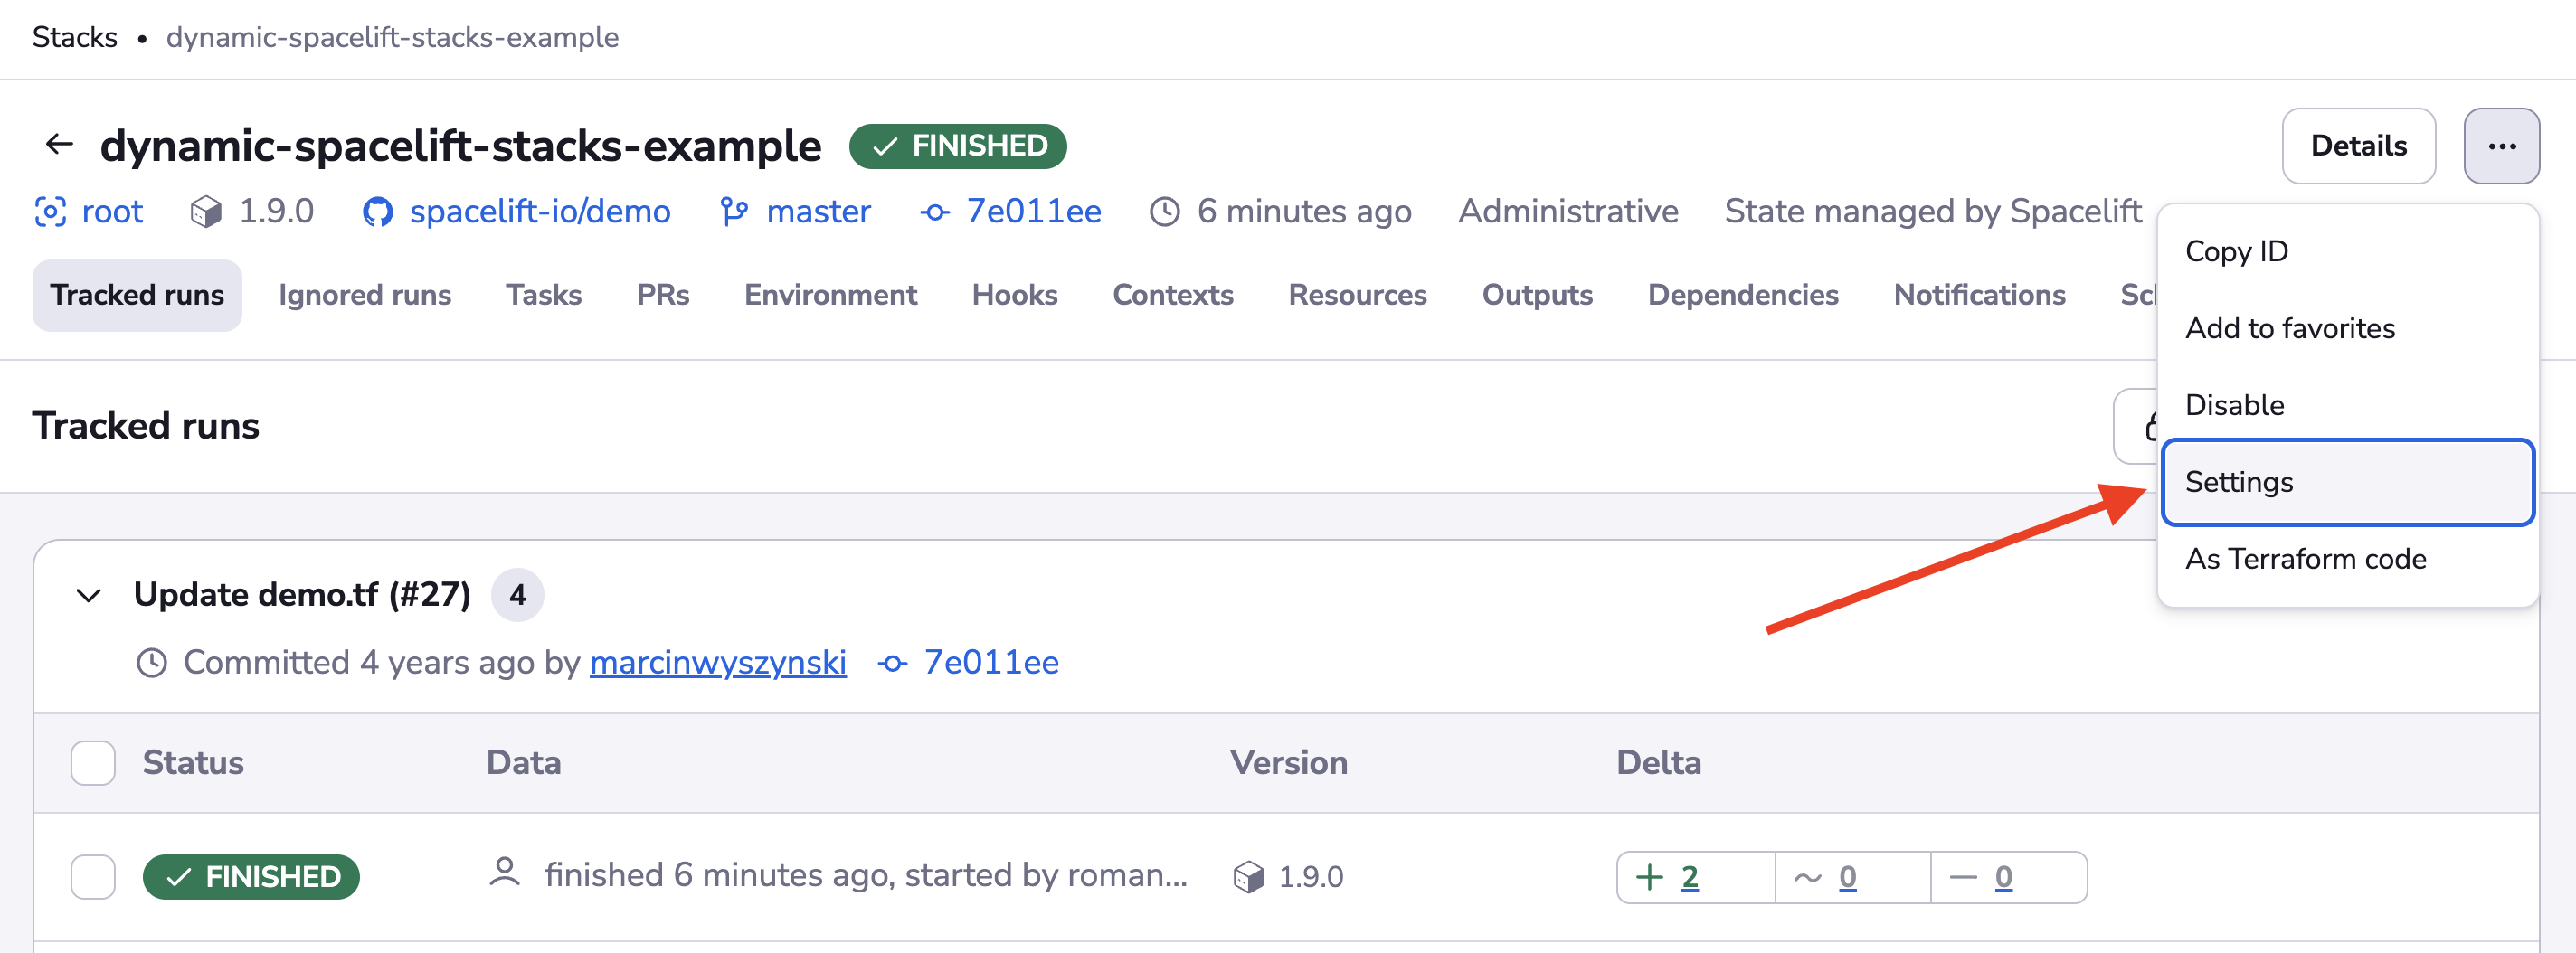 Stacks • dynamic-spacelift-stacks-example
dynamic-spacelift-stacks-example FINISHED Details ...
root 1.9.0 spacelift-io/demo master 7e011ee 6 minutes ago Administrative State managed by Spacelift
Tracked runs Ignored runs Tasks PRs Environment Hooks Contexts Resources Outputs Dependencies Notifications
Copy ID
Add to favorites
Disable
Settings
As Terraform code
Tracked runs
Update demo.tf (#27) 4
Committed 4 years ago by marcinwyszynski 7e011ee
Status Data Version Delta
FINISHED finished 6 minutes ago, started by roman... 1.9.0 + 2 ~ 0 — 0